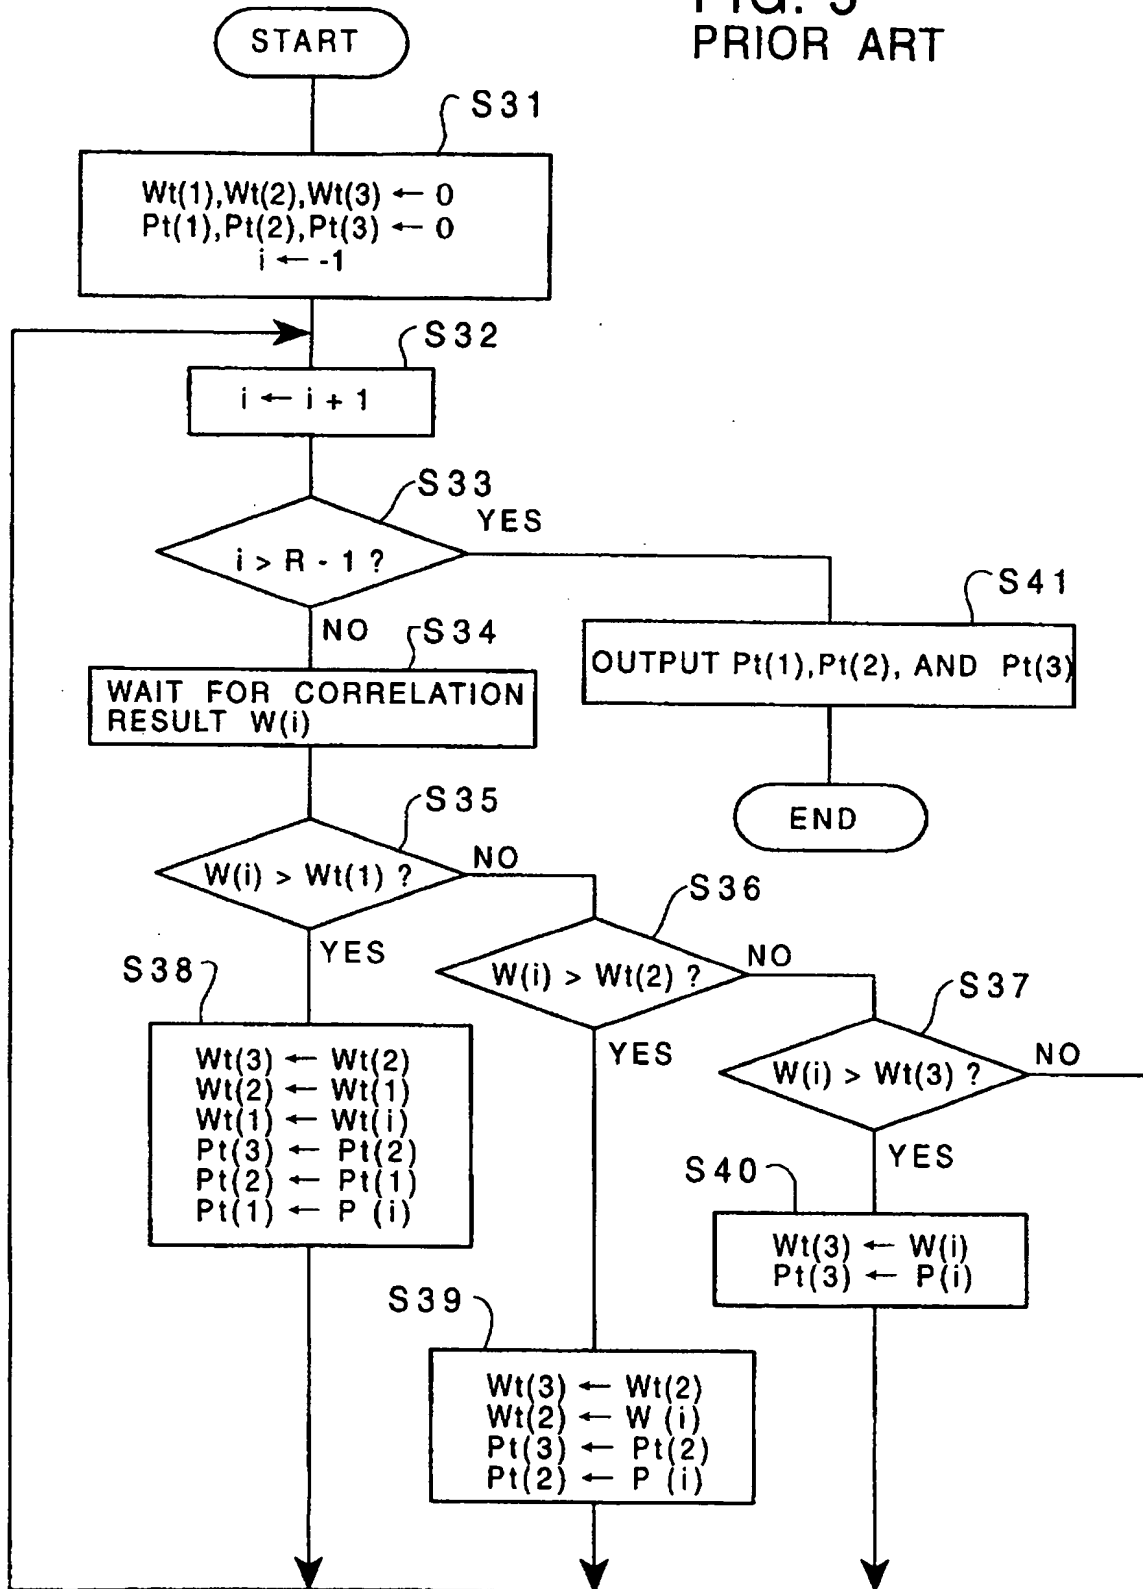 FIG. 3
PRIOR ART
START
S31
Wt(1),Wt(2),Wt(3) ← 0
Pt(1),Pt(2),Pt(3) ← 0
i ← -1
S32
i ← i + 1
S33
YES
i > R - 1 ?
NO
S34
S41
OUTPUT Pt(1),Pt(2), AND Pt(3)
WAIT FOR CORRELATION
RESULT W(i)
S35
END
W(i) > Wt(1) ?
NO
S36
YES
S38
W(i) > Wt(2) ?
NO
S37
YES
W(i) > Wt(3) ?
NO
Wt(3) ← Wt(2)
Wt(2) ← Wt(1)
Wt(1) ← Wt(i)
Pt(3) ← Pt(2)
Pt(2) ← Pt(1)
Pt(1) ← P (i)
YES
S40
Wt(3) ← W(i)
Pt(3) ← P(i)
S39
Wt(3) ← Wt(2)
Wt(2) ← W (i)
Pt(3) ← Pt(2)
Pt(2) ← P (i)